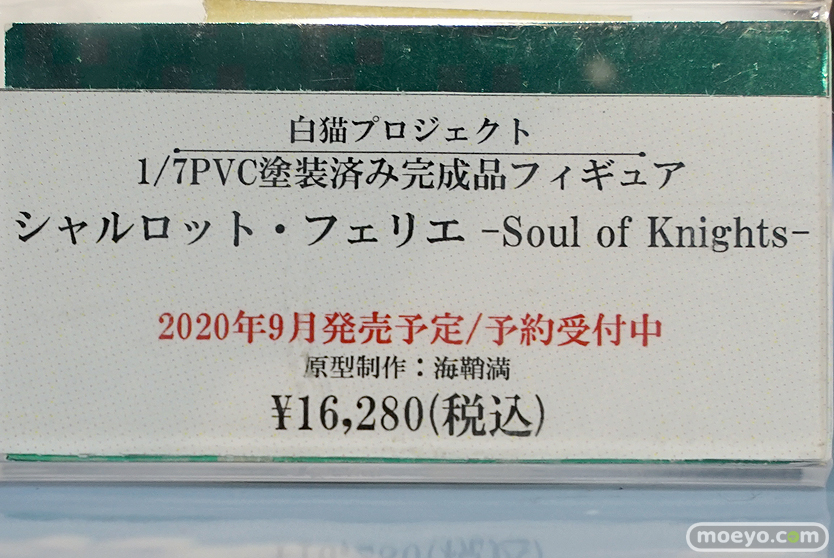 白猫プロジェクト
1/7PVC塗装済み完成品フィギュア
シャルロット・フェリエ -Soul of Knights-
2020年9月発売予定/予約受付中
原型制作：海鞘満
¥16,280(税込)
moeyo.com